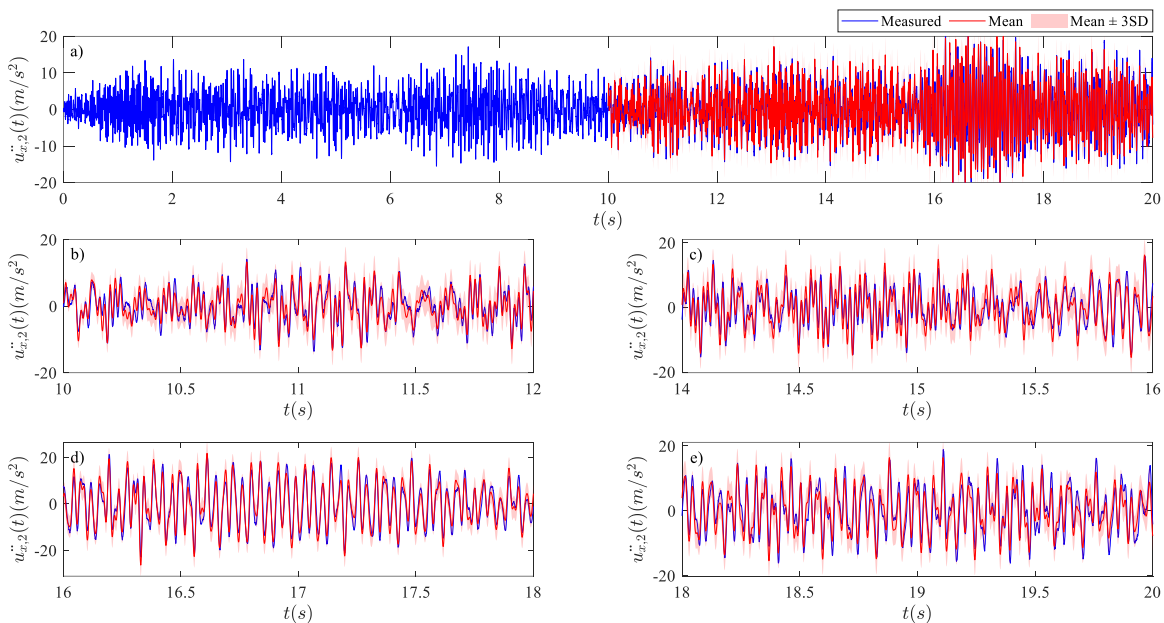 Measured Mean Mean ± 3SD
a)
20
10
0
-10
-20
ü_{x,2}(t)(m/s²)
0 2 4 6 8 10 12 14 16 18 20
t(s)
b)
20
0
-20
ü_{x,2}(t)(m/s²)
10 10.5 11 11.5 12
t(s)
c)
20
0
-20
ü_{x,2}(t)(m/s²)
14 14.5 15 15.5 16
t(s)
d)
20
0
-20
ü_{x,2}(t)(m/s²)
16 16.5 17 17.5 18
t(s)
e)
20
0
-20
ü_{x,2}(t)(m/s²)
18 18.5 19 19.5 20
t(s)